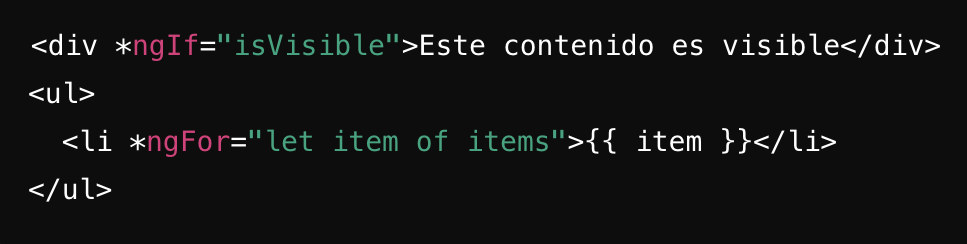 <div *ngIf="isVisible">Este contenido es visible</div>
<ul>
  <li *ngFor="let item of items">{{ item }}</li>
</ul>